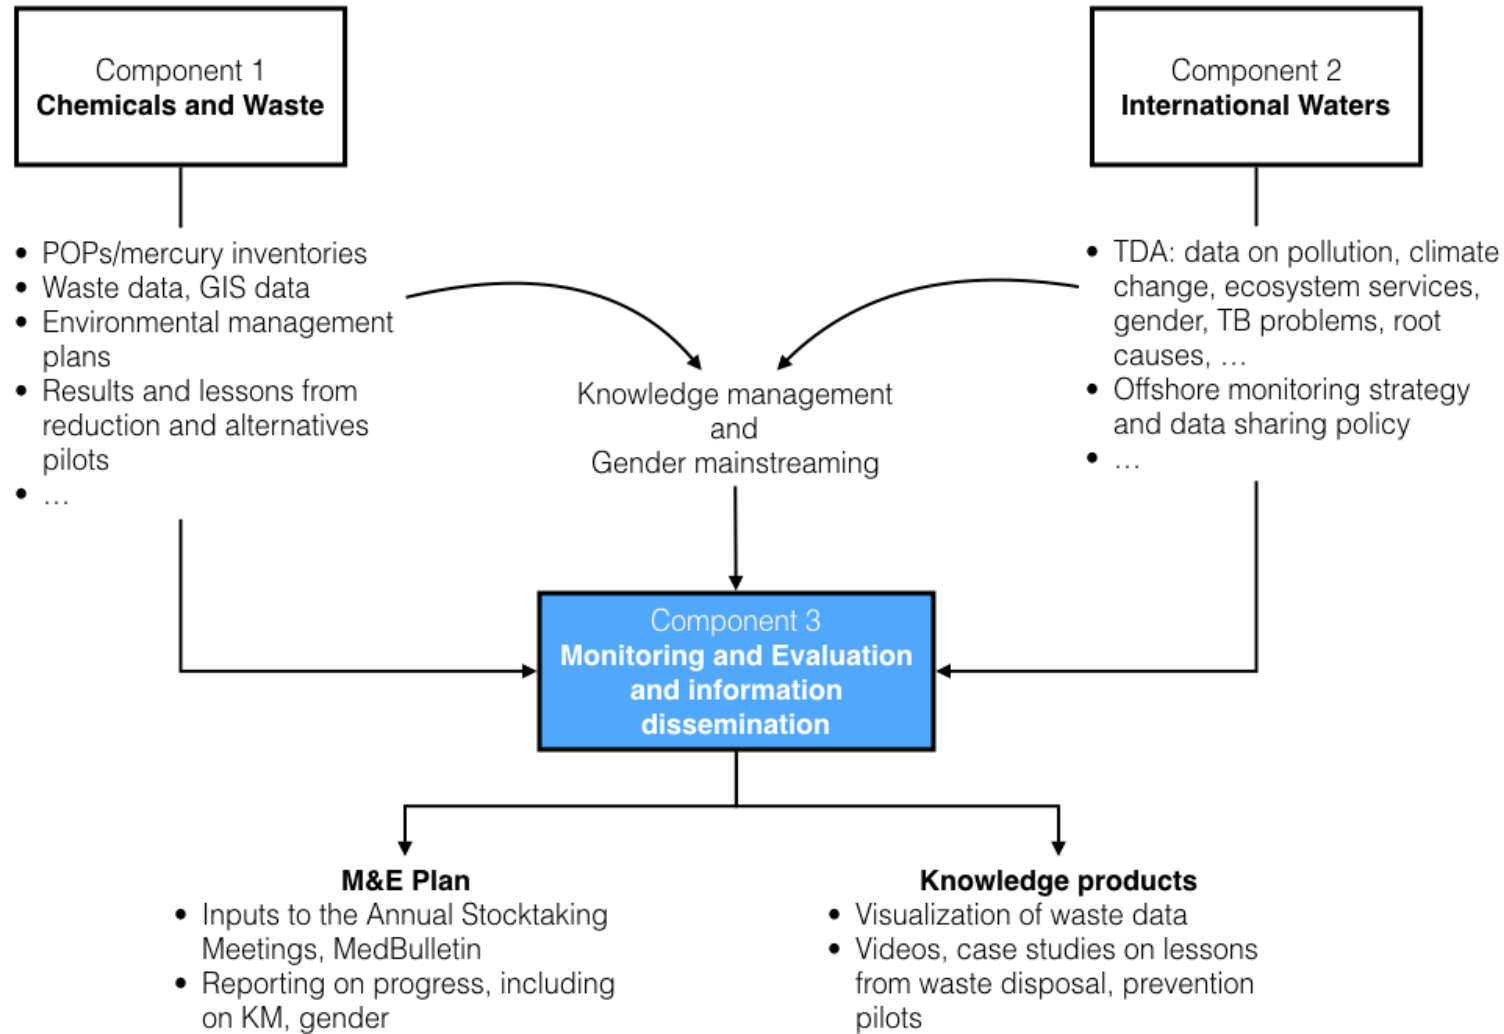 Component 1
Chemicals and Waste
Component 2
International Waters
• POPs/mercury inventories
• Waste data, GIS data
• Environmental management
plans
• Results and lessons from
reduction and alternatives
pilots
• ...
• TDA: data on pollution, climate
change, ecosystem services,
gender, TB problems, root
causes, ...
• Offshore monitoring strategy
and data sharing policy
• ...
Knowledge management
and
Gender mainstreaming
Component 3
Monitoring and Evaluation
and information
dissemination
M&E Plan
• Inputs to the Annual Stocktaking
Meetings, MedBulletin
• Reporting on progress, including
on KM, gender
Knowledge products
• Visualization of waste data
• Videos, case studies on lessons
from waste disposal, prevention
pilots